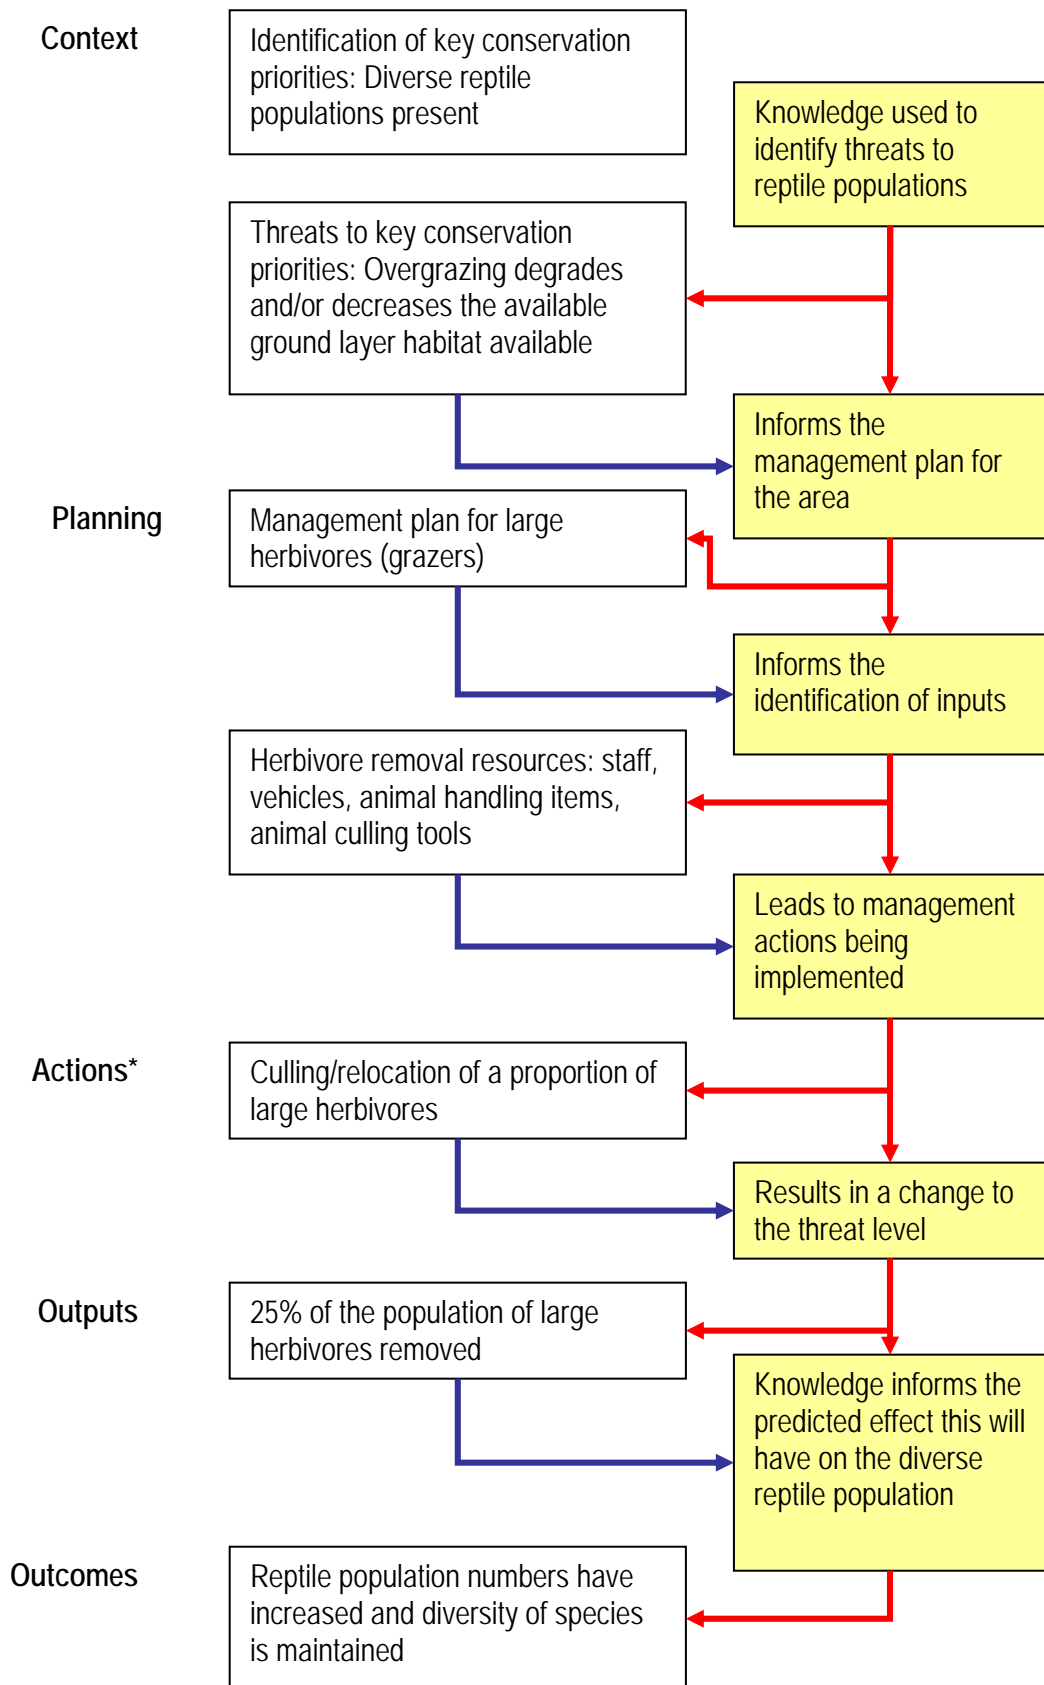 Context
Identification of key conservation
priorities: Diverse reptile
populations present
Knowledge used to
identify threats to
reptile populations
Threats to key conservation
priorities: Overgrazing degrades
and/or decreases the available
ground layer habitat available
Informs the
management plan for
the area
Planning
Management plan for large
herbivores (grazers)
Informs the
identification of inputs
Herbivore removal resources: staff,
vehicles, animal handling items,
animal culling tools
Leads to management
actions being
implemented
Actions*
Culling/relocation of a proportion of
large herbivores
Results in a change to
the threat level
Outputs
25% of the population of large
herbivores removed
Knowledge informs the
predicted effect this will
have on the diverse
reptile population
Outcomes
Reptile population numbers have
increased and diversity of species
is maintained